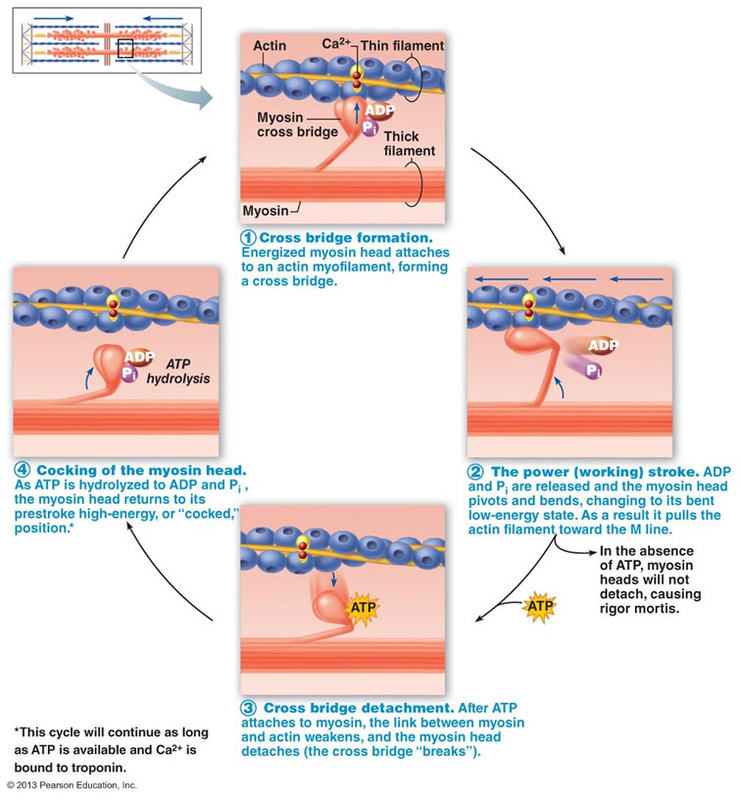 Actin
Ca2+
Thin filament
ADP
Pi
Myosin
cross bridge
Thick
filament
Myosin
① Cross bridge formation.
Energized myosin head attaches
to an actin myofilament, forming
a cross bridge.
ADP
Pi
② The power (working) stroke. ADP
and Pi are released and the myosin head
pivots and bends, changing to its bent
low-energy state. As a result it pulls the
actin filament toward the M line.
In the absence
of ATP, myosin
heads will not
detach, causing
rigor mortis.
ATP
ATP
③ Cross bridge detachment. After ATP
attaches to myosin, the link between myosin
and actin weakens, and the myosin head
detaches (the cross bridge “breaks”).
ADP
Pi
ATP
hydrolysis
④ Cocking of the myosin head.
As ATP is hydrolyzed to ADP and Pi ,
the myosin head returns to its
prestroke high-energy, or “cocked,”
position.*
*This cycle will continue as long
as ATP is available and Ca2+ is
bound to troponin.
© 2013 Pearson Education, Inc.